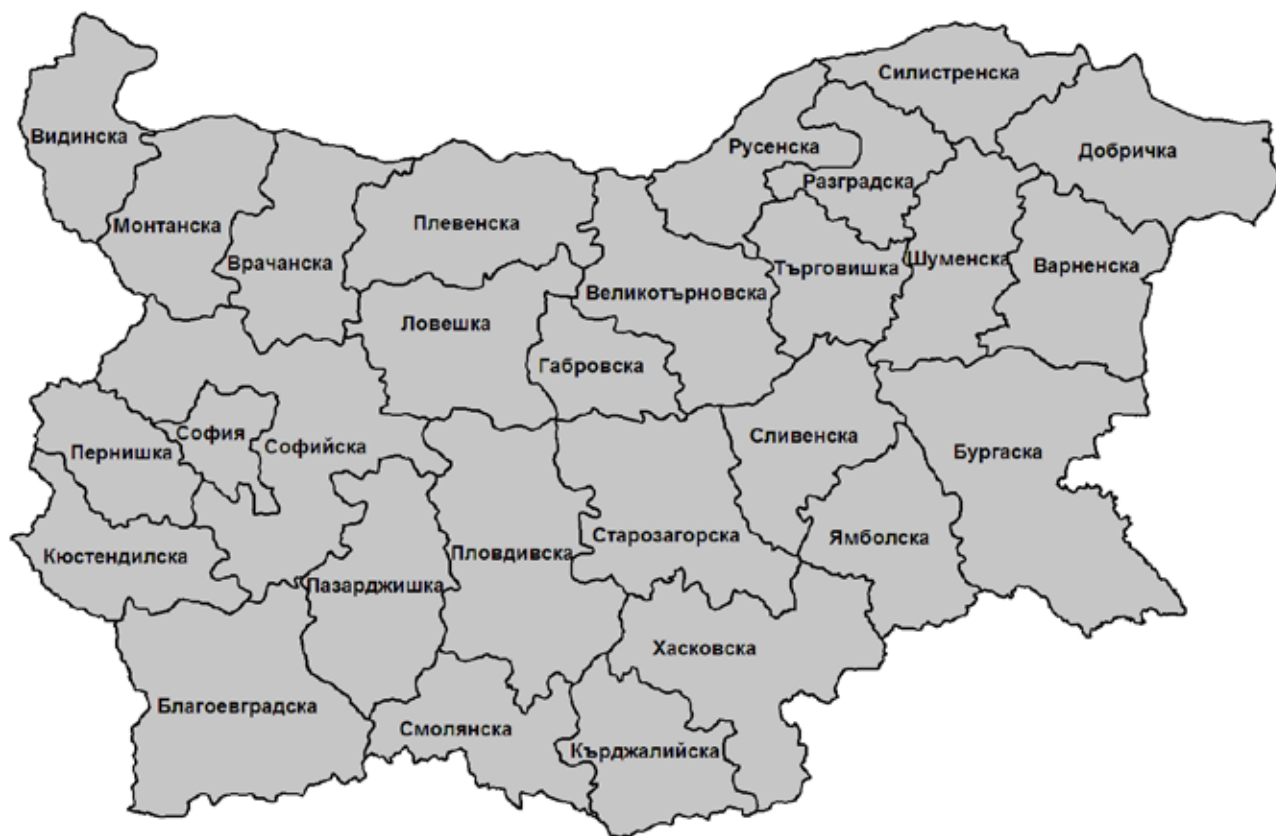 Силистренска
Видинска
Русенска
Добричка
Разградска
Монтанска
Плевенска
Врачанска
Търговишка
Шуменска
Варненска
Великотърновска
Ловешка
Габровска
София
Софийска
Сливенска
Пернишка
Бургаска
Старозагорска
Ямболска
Кюстендилска
Пловдивска
Пазарджишка
Хасковска
Благоевградска
Смолянска
Кърджалийска